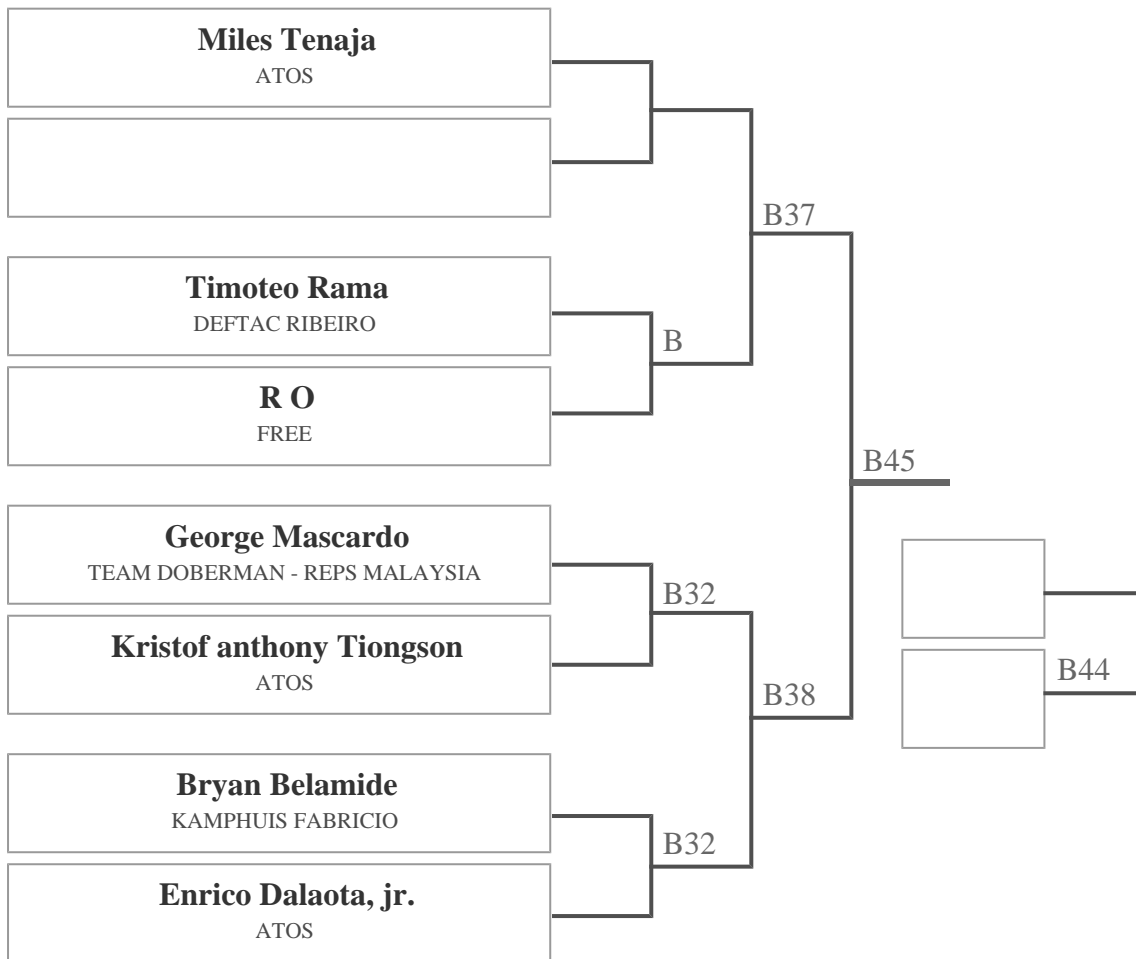 Miles Tenaja
ATOS
B37
Timoteo Rama
DEFTAC RIBEIRO
B
R O
FREE
B45
George Mascardo
TEAM DOBERMAN - REPS MALAYSIA
B32
Kristof anthony Tiongson
ATOS
B44
B38
Bryan Belamide
KAMPHUIS FABRICIO
B32
Enrico Dalaota, jr.
ATOS